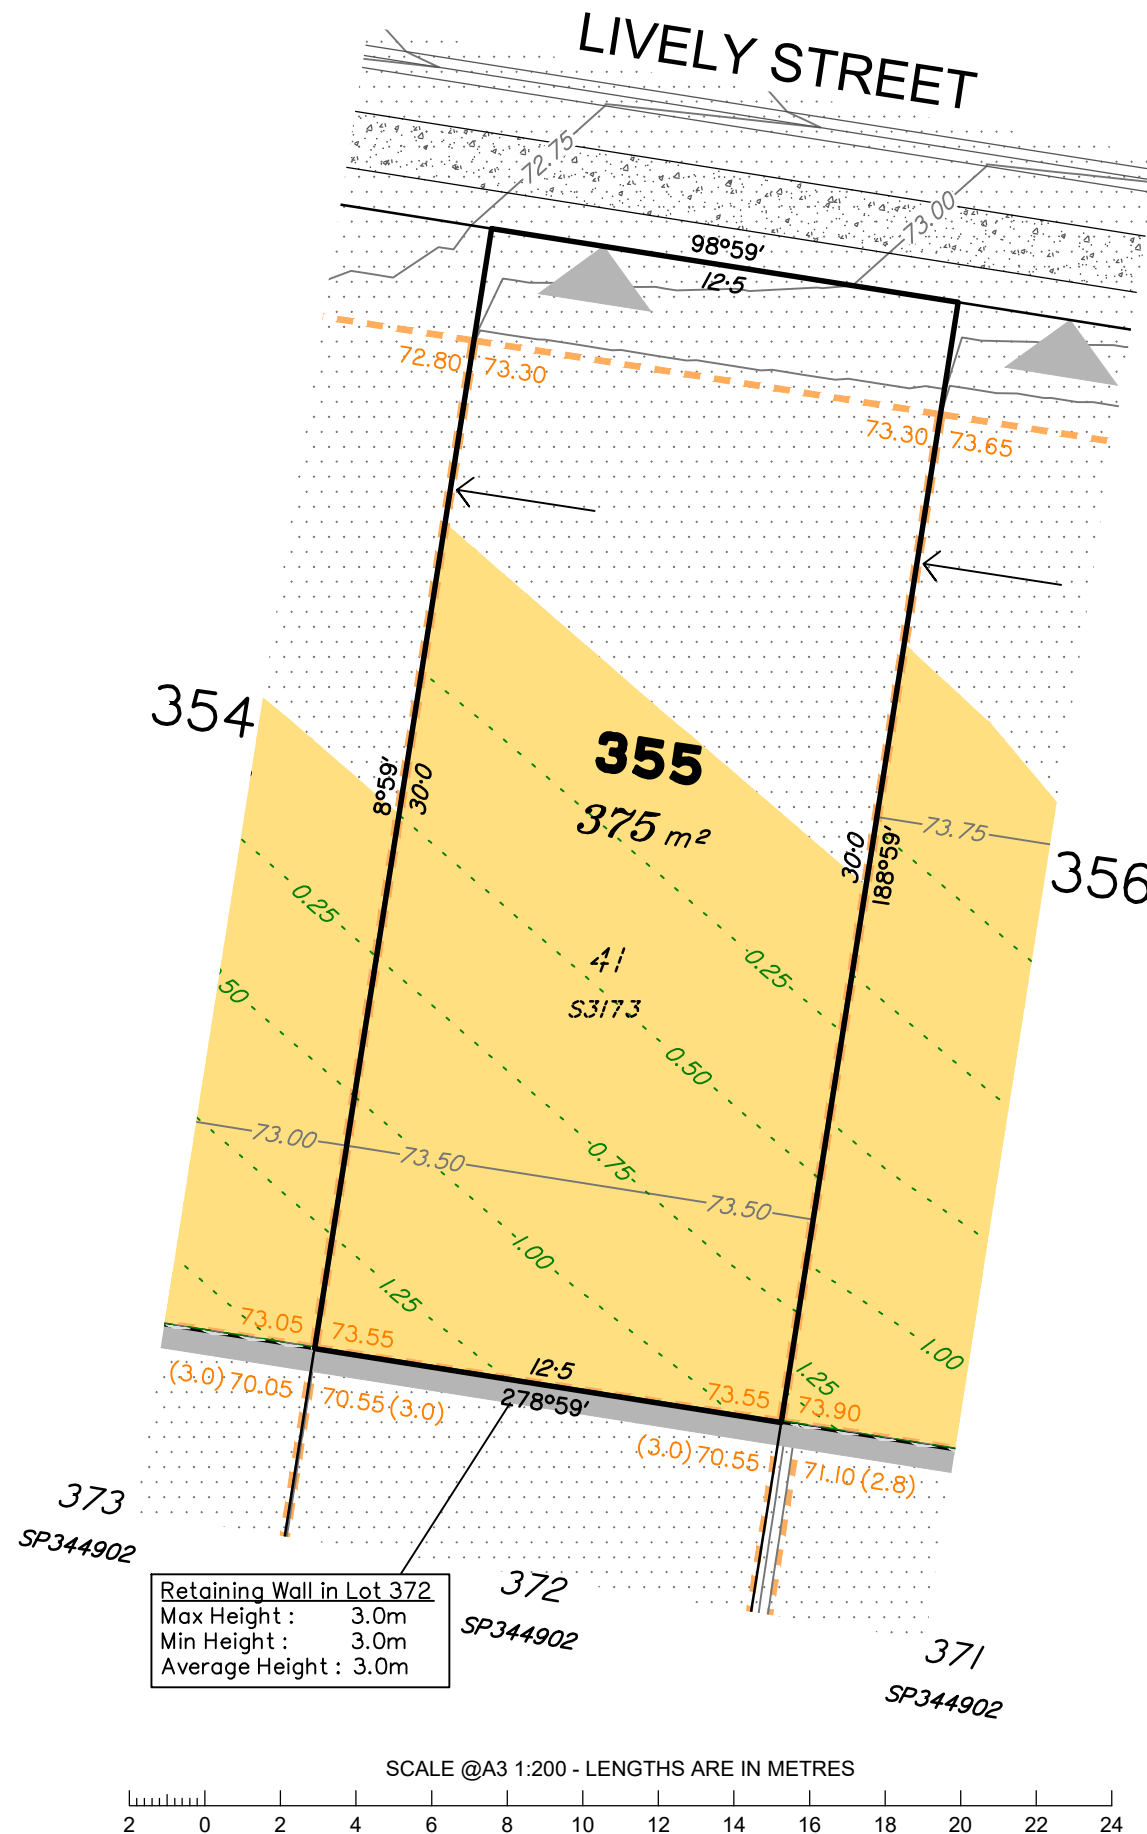 LIVELY STREET
72.75
73.00
98°59′
12·5
72.80 73.30
73.30 73.65
354
355
375 m²
8°59′
30·0
30·0
188°59′
73.75
356
0.25
.50
41
S3173
0.25
0.50
0.75
73.00
73.50
73.50
1.00
1.25
1.00
1.25
73.05 73.55
12·5
278°59′
73.55 73.90
(3.0) 70.05 70.55 (3.0)
(3.0) 70.55 71.10 (2.8)
373
SP344902
372
SP344902
371
SP344902
Retaining Wall in Lot 372
Max Height : 3.0m
Min Height : 3.0m
Average Height : 3.0m
SCALE @A3 1:200 - LENGTHS ARE IN METRES
2 0 2 4 6 8 10 12 14 16 18 20 22 24